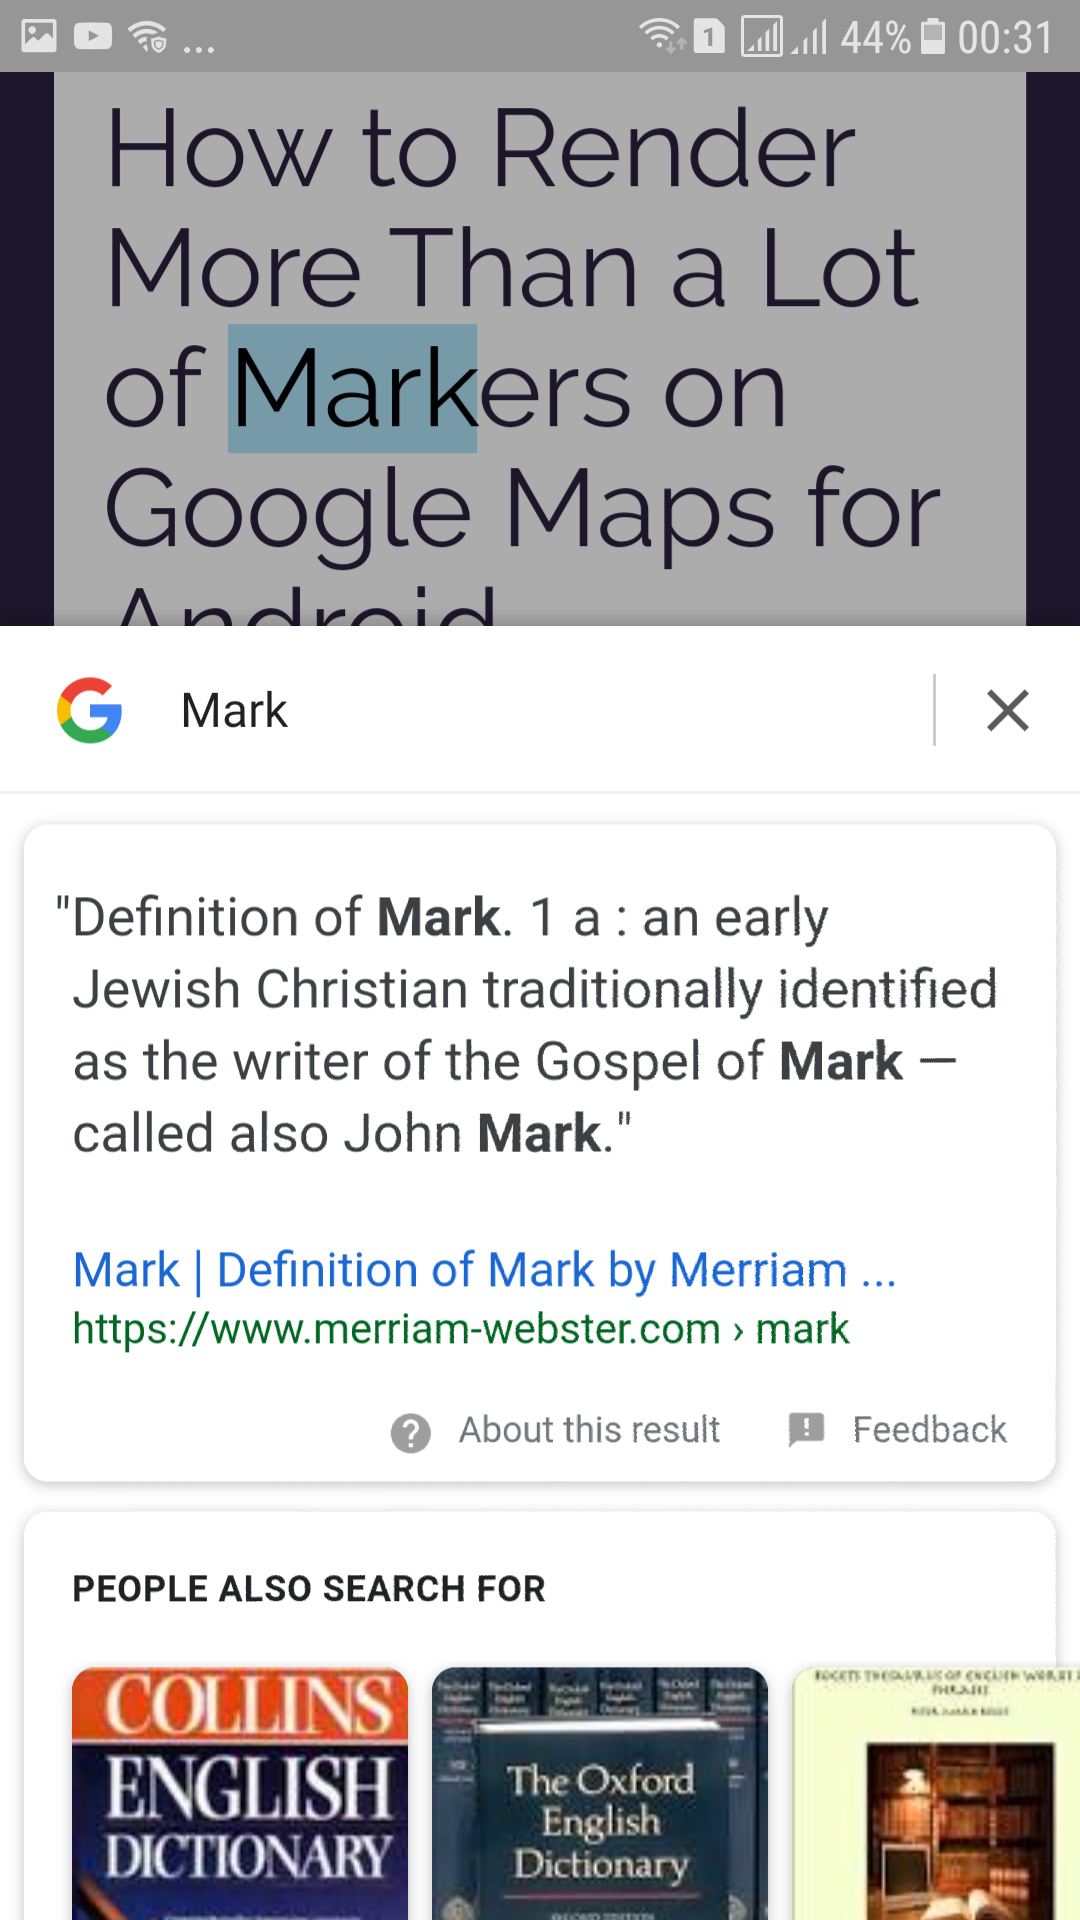 ... 1 44% 00:31
How to Render
More Than a Lot
of Markers on
Google Maps for
Android
Mark
"Definition of Mark. 1 a : an early
Jewish Christian traditionally identified
as the writer of the Gospel of Mark —
called also John Mark."
Mark | Definition of Mark by Merriam ...
https://www.merriam-webster.com › mark
About this result Feedback
PEOPLE ALSO SEARCH FOR
COLLINS
ENGLISH
DICTIONARY
The Oxford
English
Dictionary